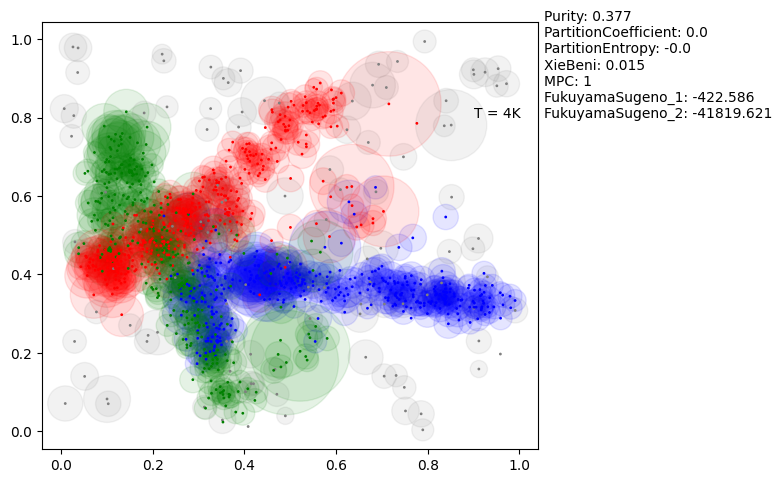 Purity: 0.377
PartitionCoefficient: 0.0
PartitionEntropy: -0.0
XieBeni: 0.015
MPC: 1
FukuyamaSugeno_1: -422.586
FukuyamaSugeno_2: -41819.621
T = 4K
1.0
0.8
0.6
0.4
0.2
0.0
0.0 0.2 0.4 0.6 0.8 1.0